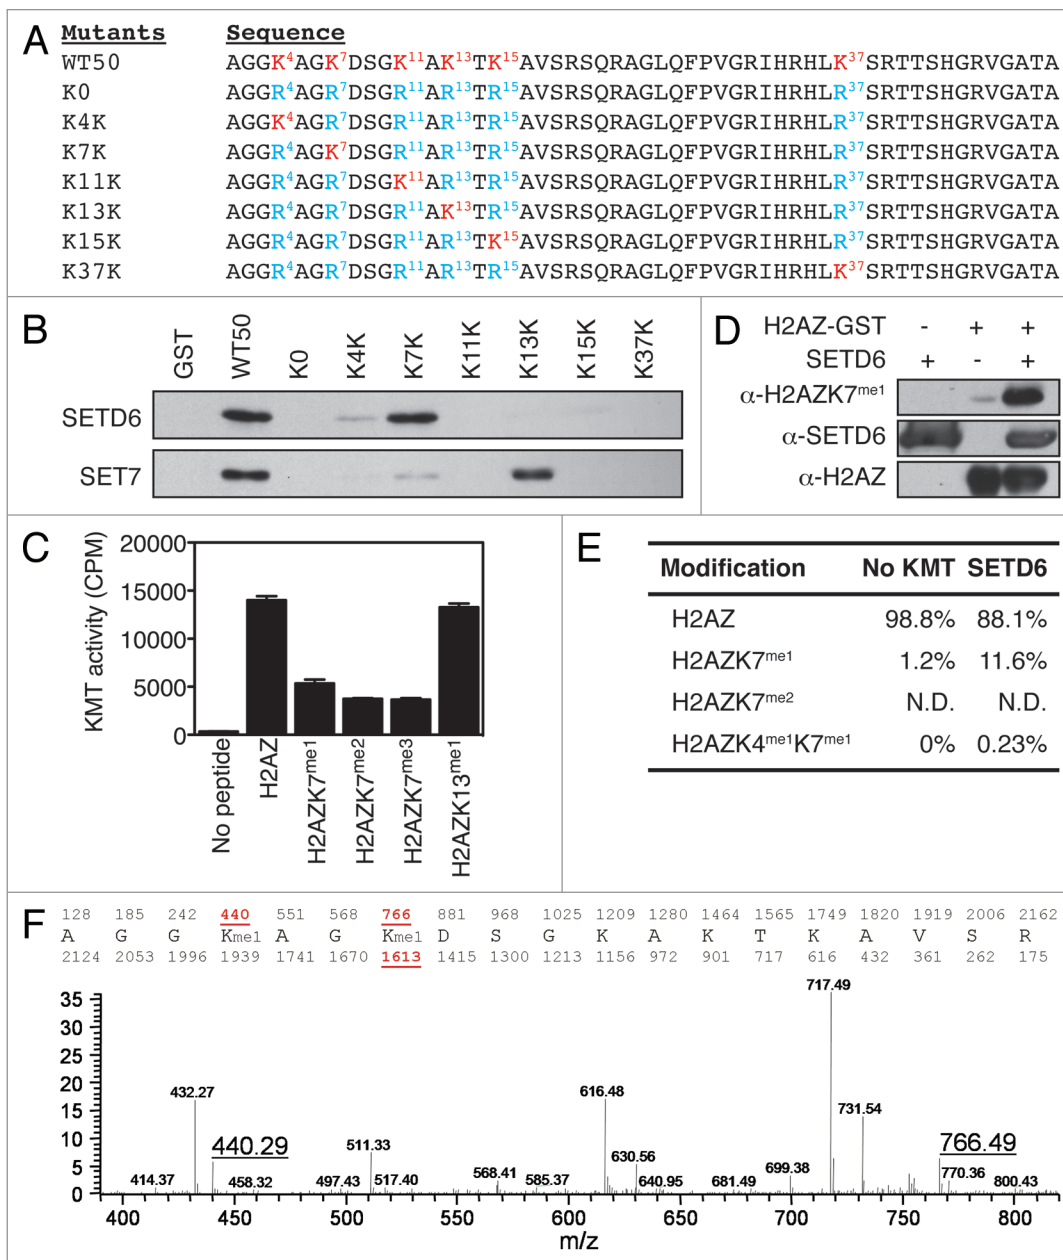 A
Mutants Sequence
WT50 AGGK⁴AGK⁷DSGK¹¹AK¹³TK¹⁵AVSRSQRAGLQFPVGRIHRHLK³⁷SRTTSHGRVGATA
K0 AGGR⁴AGR⁷DSGR¹¹AR¹³TR¹⁵AVSRSQRAGLQFPVGRIHRHLR³⁷SRTTSHGRVGATA
K4K AGGK⁴AGR⁷DSGR¹¹AR¹³TR¹⁵AVSRSQRAGLQFPVGRIHRHLR³⁷SRTTSHGRVGATA
K7K AGGR⁴AGK⁷DSGR¹¹AR¹³TR¹⁵AVSRSQRAGLQFPVGRIHRHLR³⁷SRTTSHGRVGATA
K11K AGGR⁴AGR⁷DSGK¹¹AR¹³TR¹⁵AVSRSQRAGLQFPVGRIHRHLR³⁷SRTTSHGRVGATA
K13K AGGR⁴AGR⁷DSGR¹¹AK¹³TR¹⁵AVSRSQRAGLQFPVGRIHRHLR³⁷SRTTSHGRVGATA
K15K AGGR⁴AGR⁷DSGR¹¹AR¹³TK¹⁵AVSRSQRAGLQFPVGRIHRHLR³⁷SRTTSHGRVGATA
K37K AGGR⁴AGR⁷DSGR¹¹AR¹³TR¹⁵AVSRSQRAGLQFPVGRIHRHLK³⁷SRTTSHGRVGATA
B
GST WT50 K0 K4K K7K K11K K13K K15K K37K
SETD6
SET7
D
H2AZ-GST - + +
SETD6 + - +
α-H2AZK7me1
α-SETD6
α-H2AZ
C
KMT activity (CPM)
20000
15000
10000
5000
0
No peptide
H2AZ
H2AZK7me1
H2AZK7me2
H2AZK7me3
H2AZK13me1
E
Modification No KMT SETD6
H2AZ 98.8% 88.1%
H2AZK7me1 1.2% 11.6%
H2AZK7me2 N.D. N.D.
H2AZK4me1K7me1 0% 0.23%
F
128 185 242 440 551 568 766 881 968 1025 1209 1280 1464 1565 1749 1820 1919 2006 2162
A G G Kme1 A G Kme1 D S G K A K T K A V S R
2124 2053 1996 1939 1741 1670 1613 1415 1300 1213 1156 972 901 717 616 432 361 262 175
35
30
25
20
15
10
5
0
414.37
432.27
440.29
458.32
497.43
511.33
517.40
568.41
585.37
616.48
630.56
640.95
681.49
699.38
717.49
731.54
766.49
770.36
800.43
400 450 500 550 600 650 700 750 800
m/z